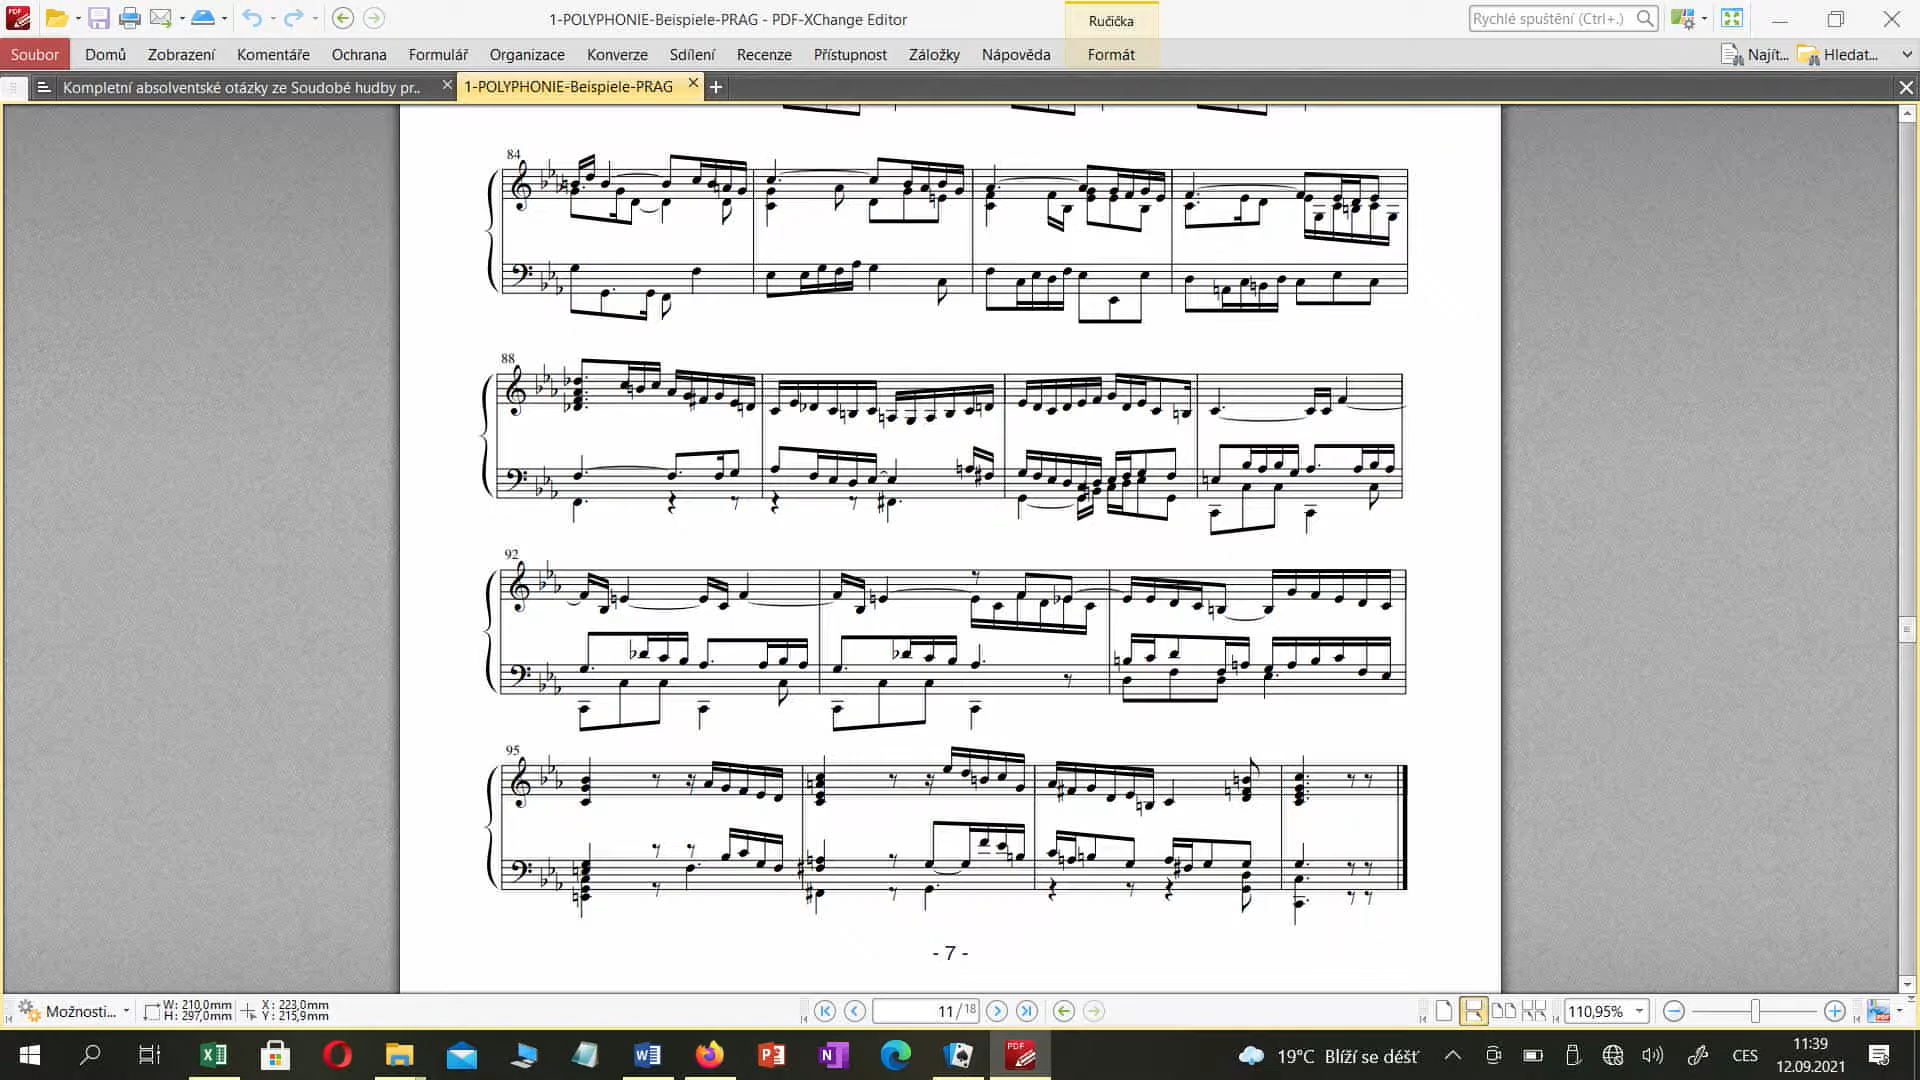 1-POLYPHONIE-Beispiele-PRAG - PDF-XChange Editor
Ručička
Rychlé spuštění (Ctrl+.)
Soubor Domů Zobrazení Komentáře Ochrana Formulář Organizace Konverze Sdílení Recenze Přístupnost Záložky Nápověda Formát Najít... Hledat...
Kompletní absolventské otázky ze Soudobé hudby pr.. 1-POLYPHONIE-Beispiele-PRAG
84
88
92
95
- 7 -
Možnosti... W: 210,0mm X: 223,0mm 11/18 110,95%
H: 297,0mm Y: 215,9mm
19°C Blíží se déšť CES 11:39
12.09.2021